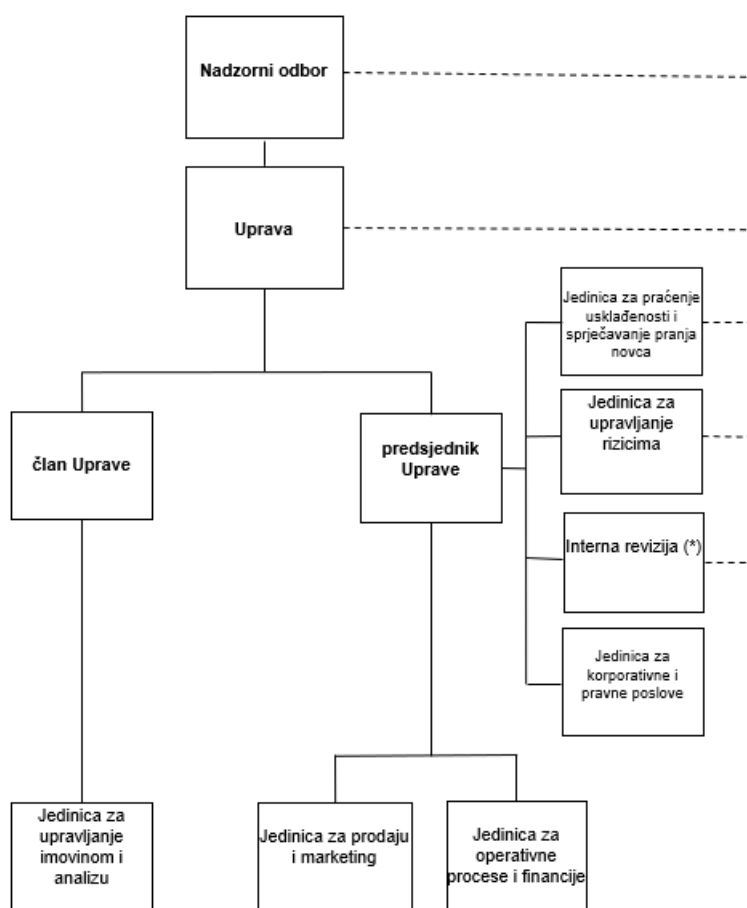 Nadzorni odbor
Uprava
Jedinica za praćenje
usklađenosti i
sprječavanje pranja
novca
Jedinica za
upravljanje
rizicima
član Uprave
predsjednik
Uprave
Interna revizija (*)
Jedinica za
korporativne i
pravne poslove
Jedinica za
upravljanje
imovinom i
analizu
Jedinica za prodaju
i marketing
Jedinica za
operativne
procese i financije